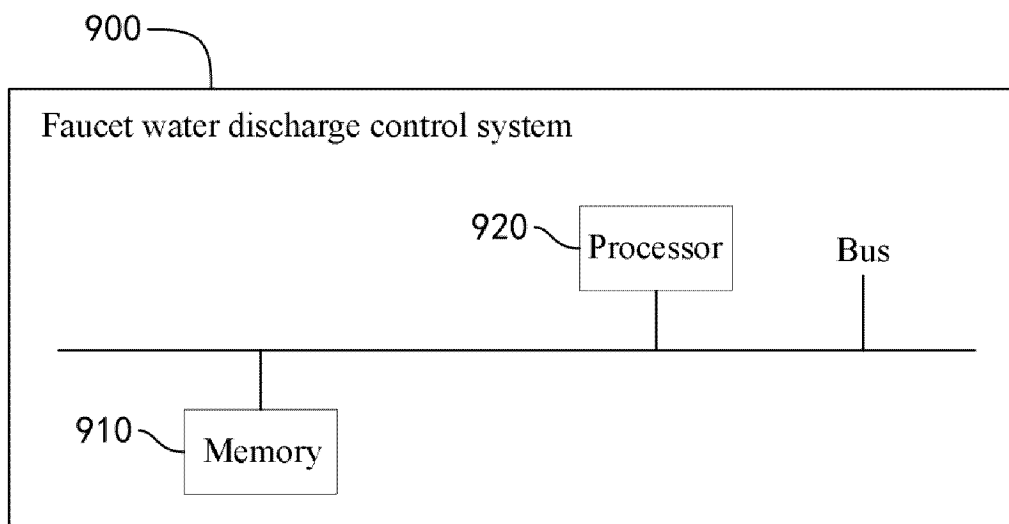 900
Faucet water discharge control system
920
Processor
Bus
910
Memory